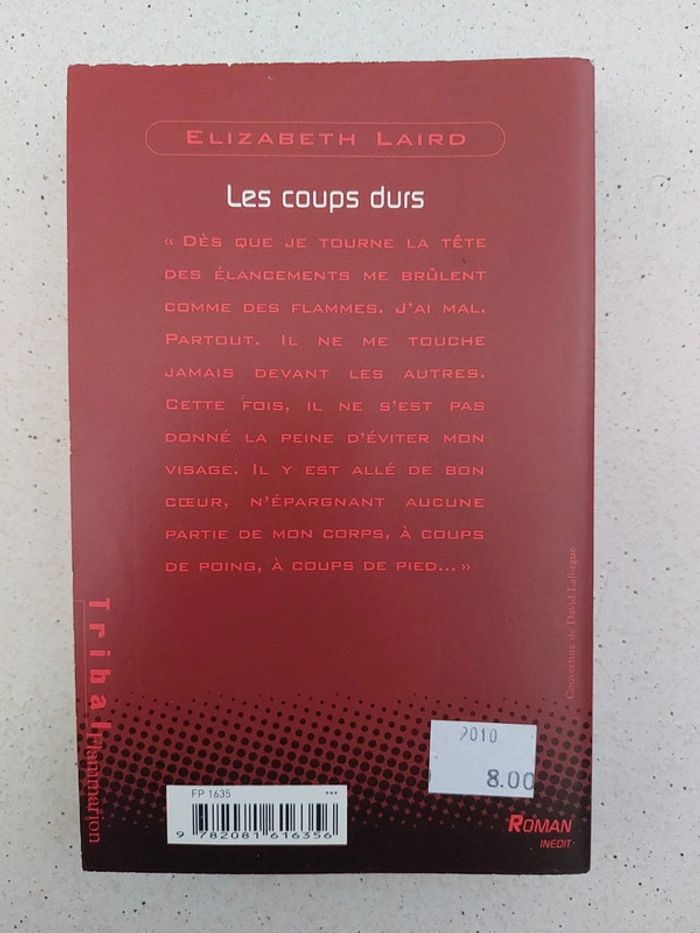 ELIZABETH LAIRD
Les coups durs
« DÈS QUE JE TOURNE LA TÊTE
DES ÉLANCEMENTS ME BRÛLENT
COMME DES FLAMMES. J'AI MAL.
PARTOUT. IL NE ME TOUCHE
JAMAIS DEVANT LES AUTRES.
CETTE FOIS, IL NE S'EST PAS
DONNÉ LA PEINE D'ÉVITER MON
VISAGE. IL Y EST ALLÉ DE BON
CŒUR, N'ÉPARGNANT AUCUNE
PARTIE DE MON CORPS, À COUPS
DE POING, À COUPS DE PIED... »
Couverture de David Laforgue
Tribal
Flammarion
9010
8.00
FP 1635 ***
9 782081 616356
ROMAN
INÉDIT